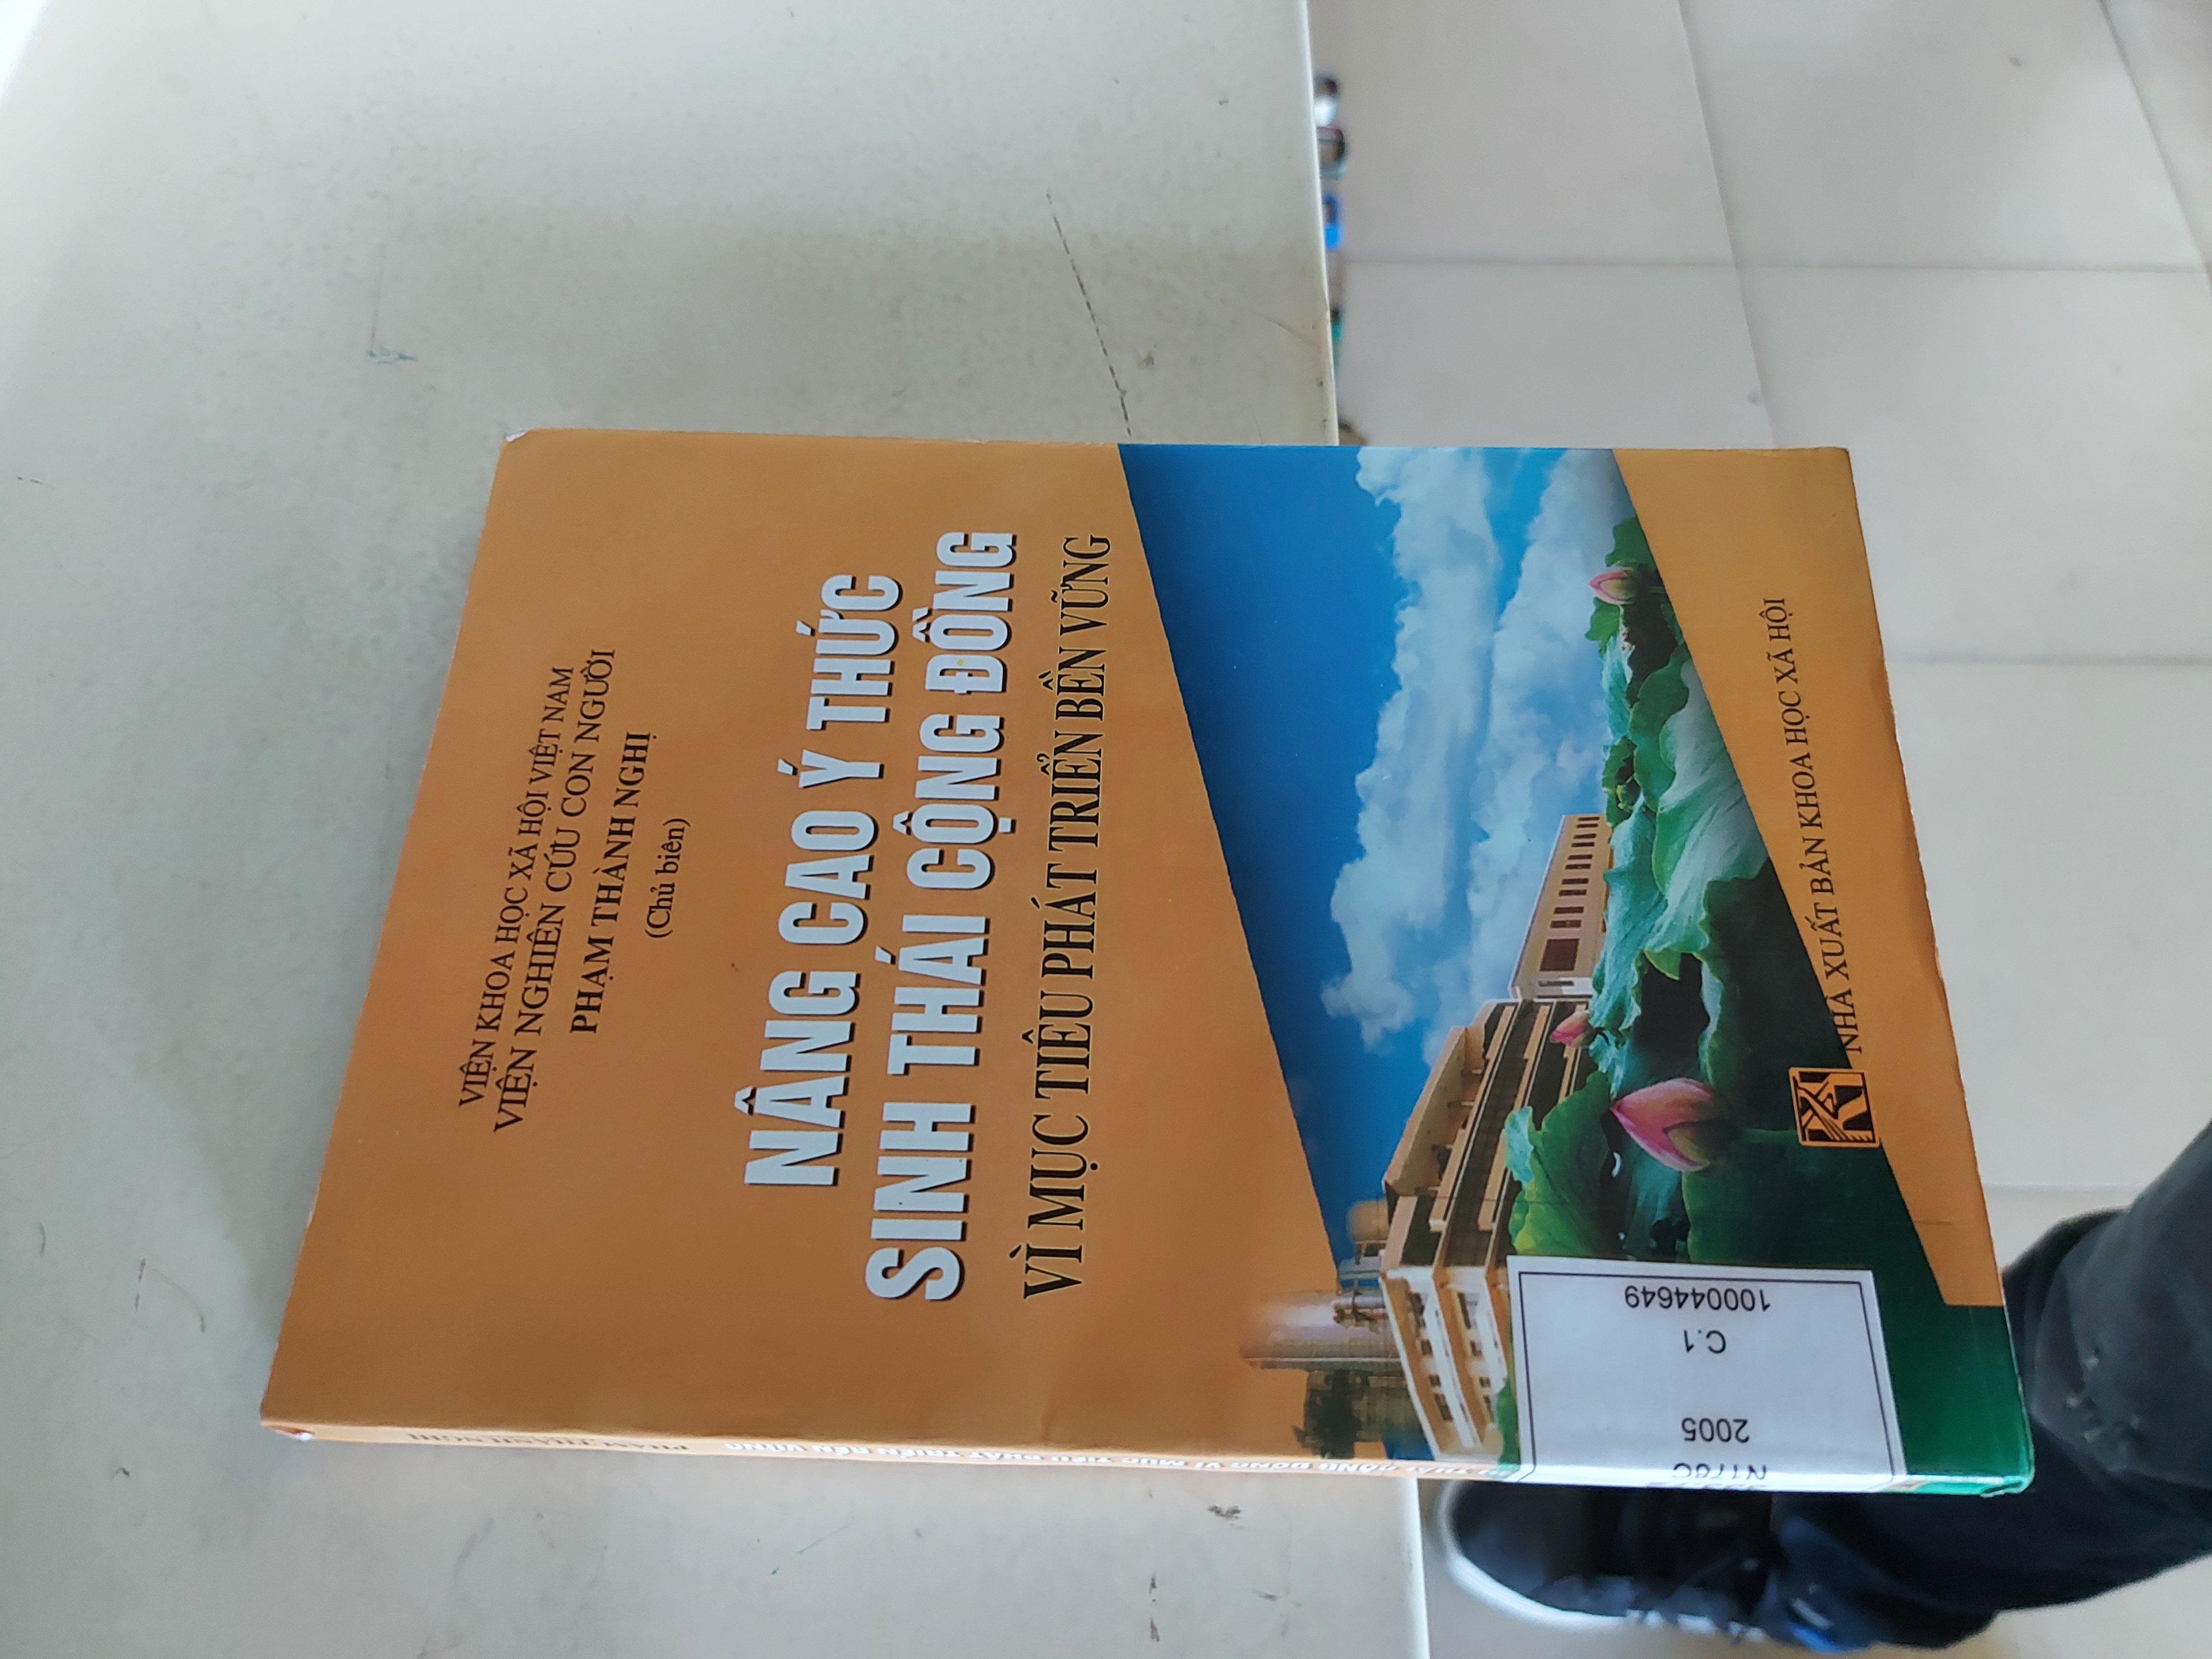 VIỆN KHOA HỌC XÃ HỘI VIỆT NAM
VIỆN NGHIÊN CỨU CON NGƯỜI
PHẠM THÀNH NGHỊ
(Chủ biên)
NÂNG CAO Ý THỨC
SINH THÁI CỘNG ĐỒNG
VÌ MỤC TIÊU PHÁT TRIỂN BỀN VỮNG
2005
C.1
10044649
NHÀ XUẤT BẢN KHOA HỌC XÃ HỘI